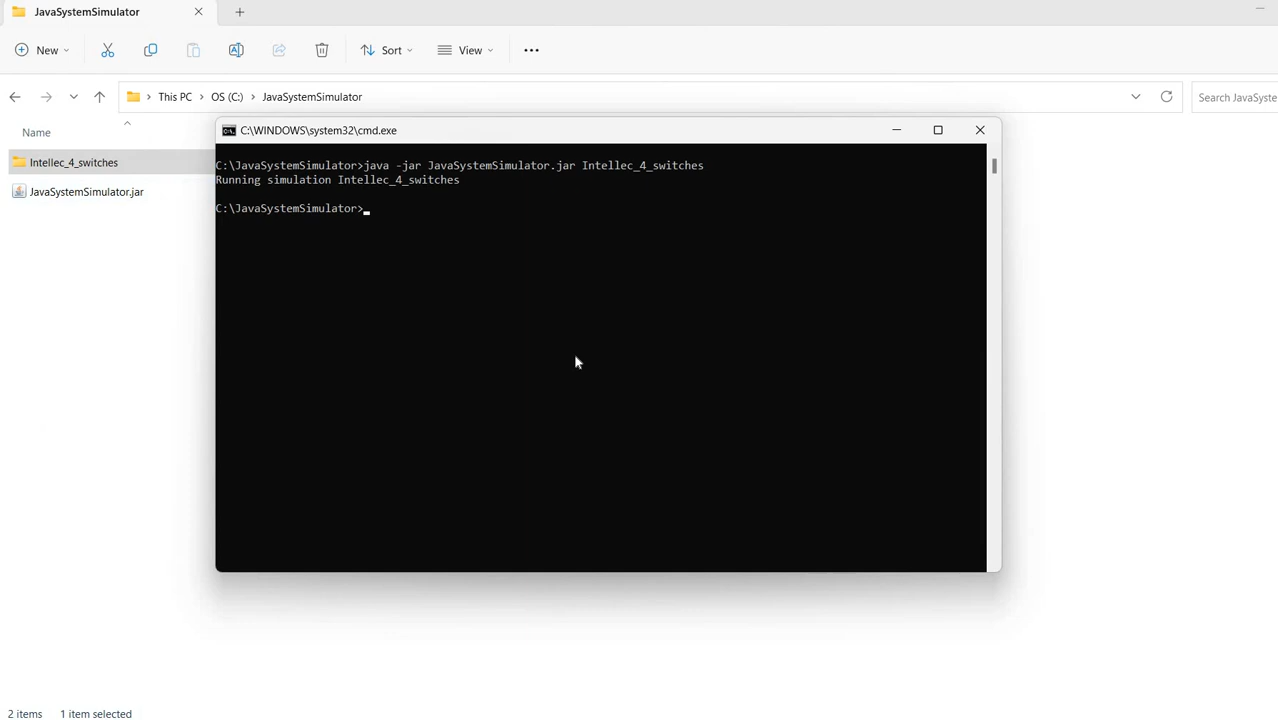 JavaSystemSimulator
New
Sort
View
This PC
OS (C:)
JavaSystemSimulator
Search JavaSyste
Name
C:\WINDOWS\system32\cmd.exe
Intellec_4_switches
JavaSystemSimulator.jar
C:\JavaSystemSimulator>java -jar JavaSystemSimulator.jar Intellec_4_switches
Running simulation Intellec_4_switches
C:\JavaSystemSimulator>
2 items
1 item selected